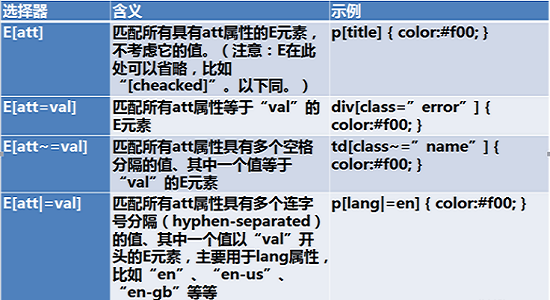 选择器 含义 示例
E[att] 匹配所有具有att属性的E元素， p[title] { color:#f00; }
不考虑它的值。（注意：E在此
处可以省略，比如
“[cheacked]”。以下同。）
E[att=val] 匹配所有att属性等于“val”的 div[class=”error”] {
E元素 color:#f00; }
E[att~=val] 匹配所有att属性具有多个空格 td[class~=”name”] {
分隔的值、其中一个值等于 color:#f00; }
“val”的E元素
E[att|=val] 匹配所有att属性具有多个连字 p[lang|=en] { color:#f00; }
号分隔（hyphen-separated）
的值、其中一个值以“val”开
头的E元素，主要用于lang属性，
比如“en”、“en-us”、
“en-gb”等等